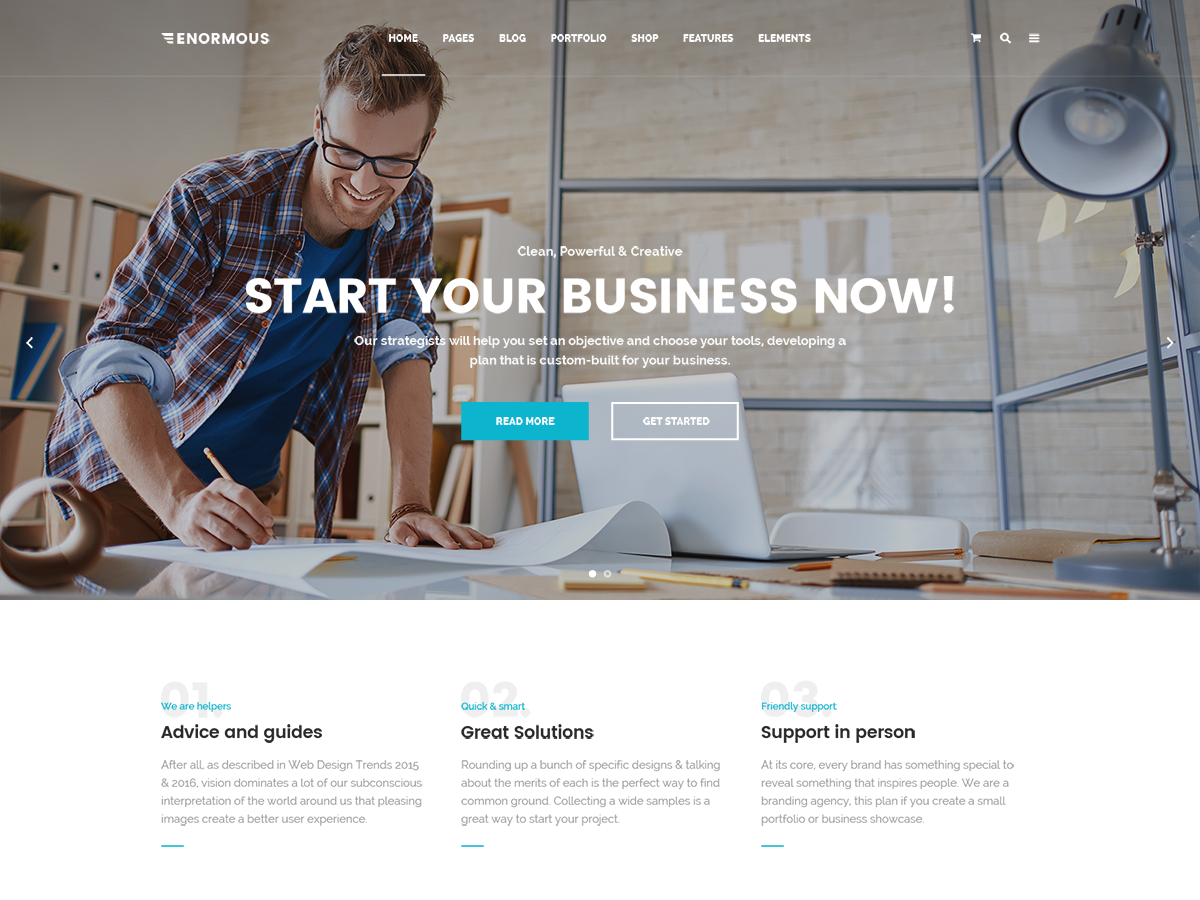 ENORMOUS
HOME PAGES BLOG PORTFOLIO SHOP FEATURES ELEMENTS
Clean, Powerful & Creative
START YOUR BUSINESS NOW!
Our strategists will help you set an objective and choose your tools, developing a
plan that is custom-built for your business.
READ MORE GET STARTED
01.
We are helpers
Advice and guides
After all, as described in Web Design Trends 2015
& 2016, vision dominates a lot of our subconscious
interpretation of the world around us that pleasing
images create a better user experience.
02.
Quick & smart
Great Solutions
Rounding up a bunch of specific designs & talking
about the merits of each is the perfect way to find
common ground. Collecting a wide samples is a
great way to start your project.
03.
Friendly support
Support in person
At its core, every brand has something special to
reveal something that inspires people. We are a
branding agency, this plan if you create a small
portfolio or business showcase.